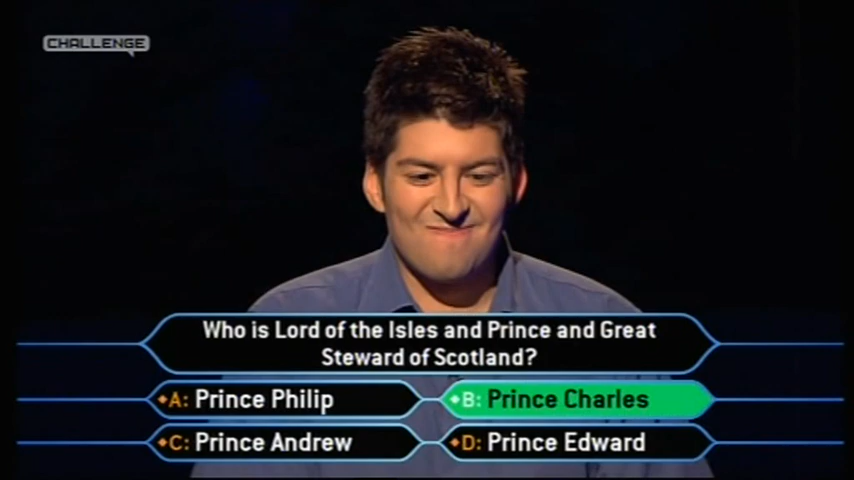 CHALLENGE
Who is Lord of the Isles and Prince and Great
Steward of Scotland?
A: Prince Philip
B: Prince Charles
C: Prince Andrew
D: Prince Edward